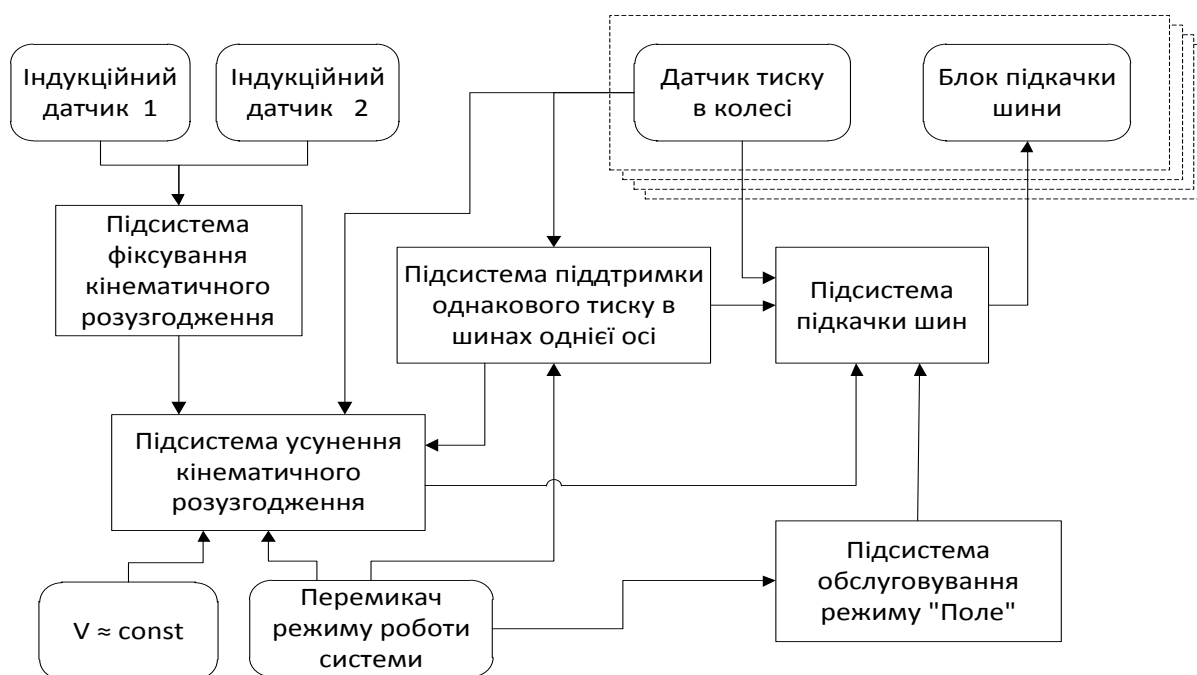 Індукційний
датчик 1
Індукційний
датчик 2
Датчик тиску
в колесі
Блок підкачки
шини
Підсистема
фіксування
кінематичного
розузгодження
Підсистема піддтримки
однакового тиску в
шинах однієї осі
Підсистема
підкачки шин
Підсистема усунення
кінематичного
розузгодження
Підсистема
обслуговування
режиму "Поле"
V ≈ const
Перемикач
режиму роботи
системи